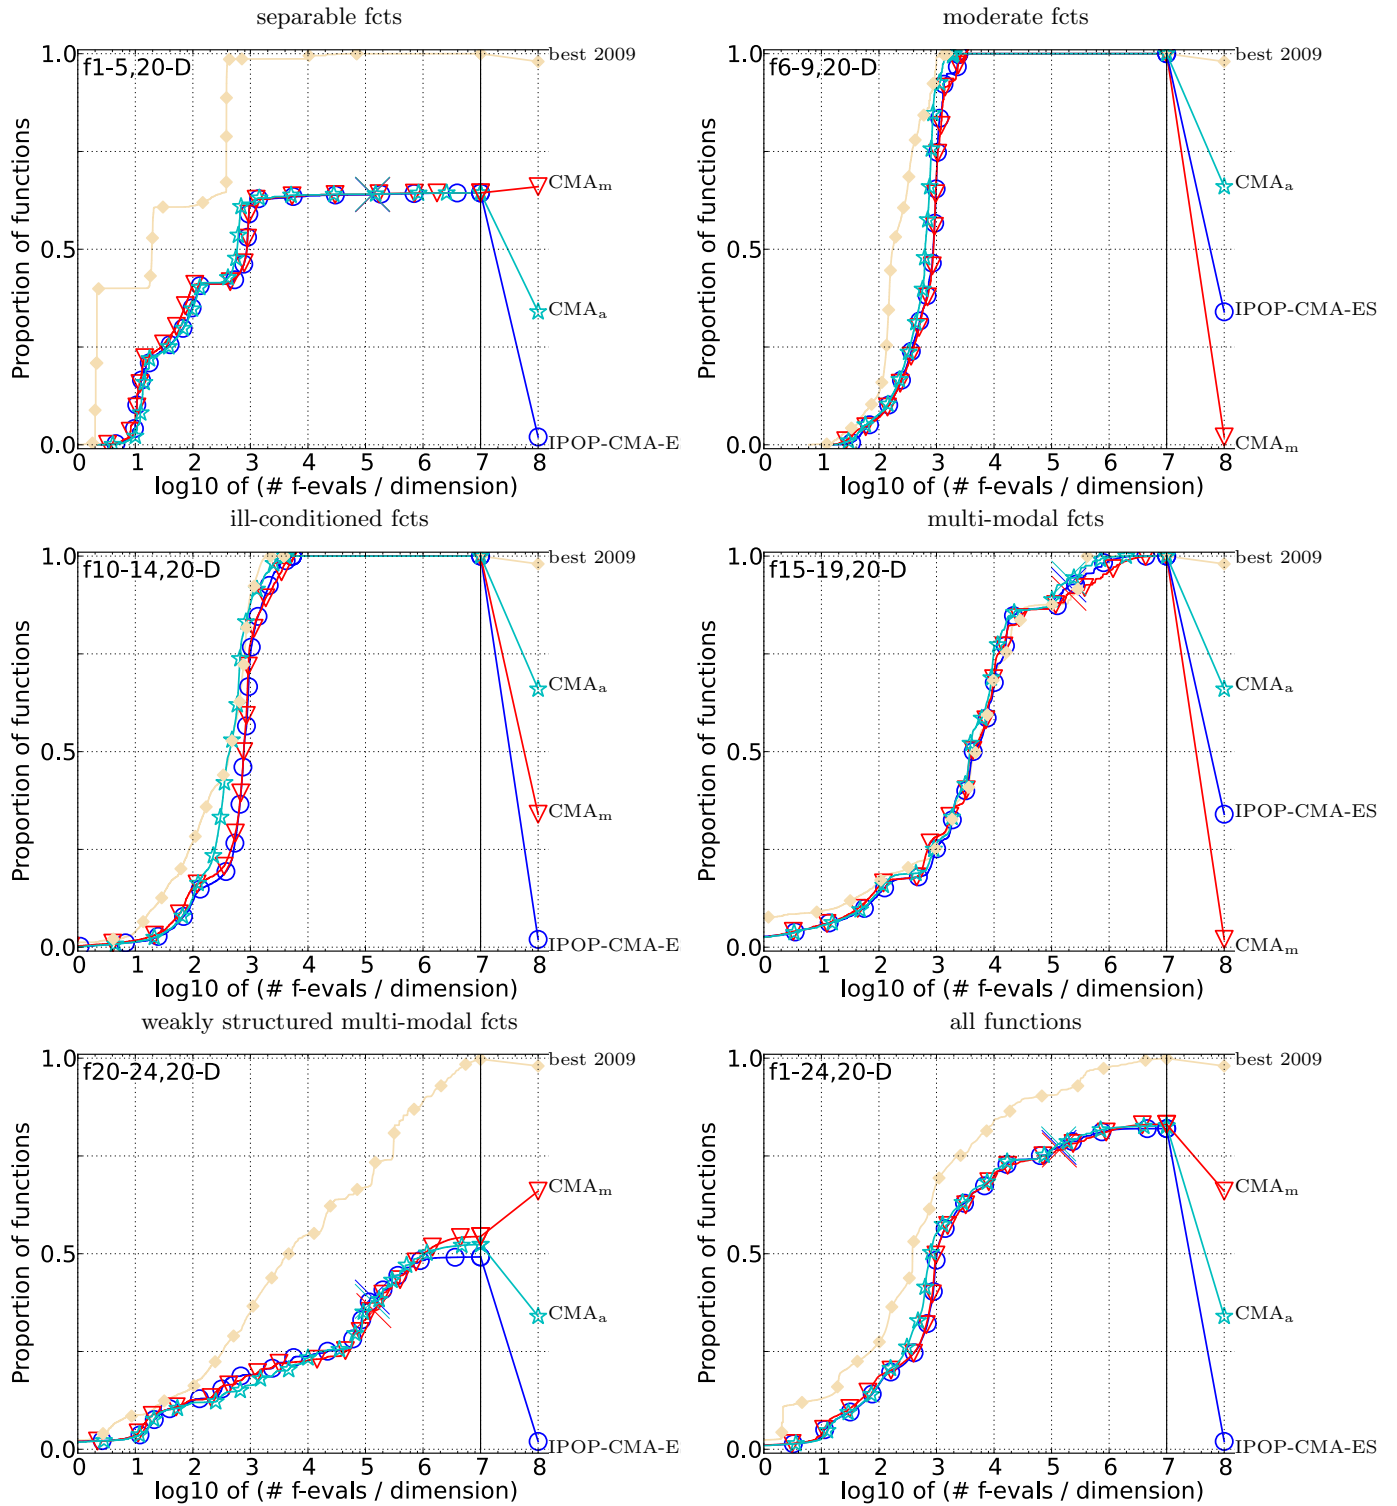 separable fcts
f1-5,20-D
Proportion of functions
1.0
0.5
0.0
best 2009
CMAm
CMAa
IPOP-CMA-E
0 1 2 3 4 5 6 7 8
log10 of (# f-evals / dimension)
moderate fcts
f6-9,20-D
Proportion of functions
1.0
0.5
0.0
best 2009
CMAa
IPOP-CMA-ES
CMAm
0 1 2 3 4 5 6 7 8
log10 of (# f-evals / dimension)
ill-conditioned fcts
f10-14,20-D
Proportion of functions
1.0
0.5
0.0
best 2009
CMAa
CMAm
IPOP-CMA-E
0 1 2 3 4 5 6 7 8
log10 of (# f-evals / dimension)
multi-modal fcts
f15-19,20-D
Proportion of functions
1.0
0.5
0.0
best 2009
CMAa
IPOP-CMA-ES
CMAm
0 1 2 3 4 5 6 7 8
log10 of (# f-evals / dimension)
weakly structured multi-modal fcts
f20-24,20-D
Proportion of functions
1.0
0.5
0.0
best 2009
CMAm
CMAa
IPOP-CMA-E
0 1 2 3 4 5 6 7 8
log10 of (# f-evals / dimension)
all functions
f1-24,20-D
Proportion of functions
1.0
0.5
0.0
best 2009
CMAm
CMAa
IPOP-CMA-ES
0 1 2 3 4 5 6 7 8
log10 of (# f-evals / dimension)